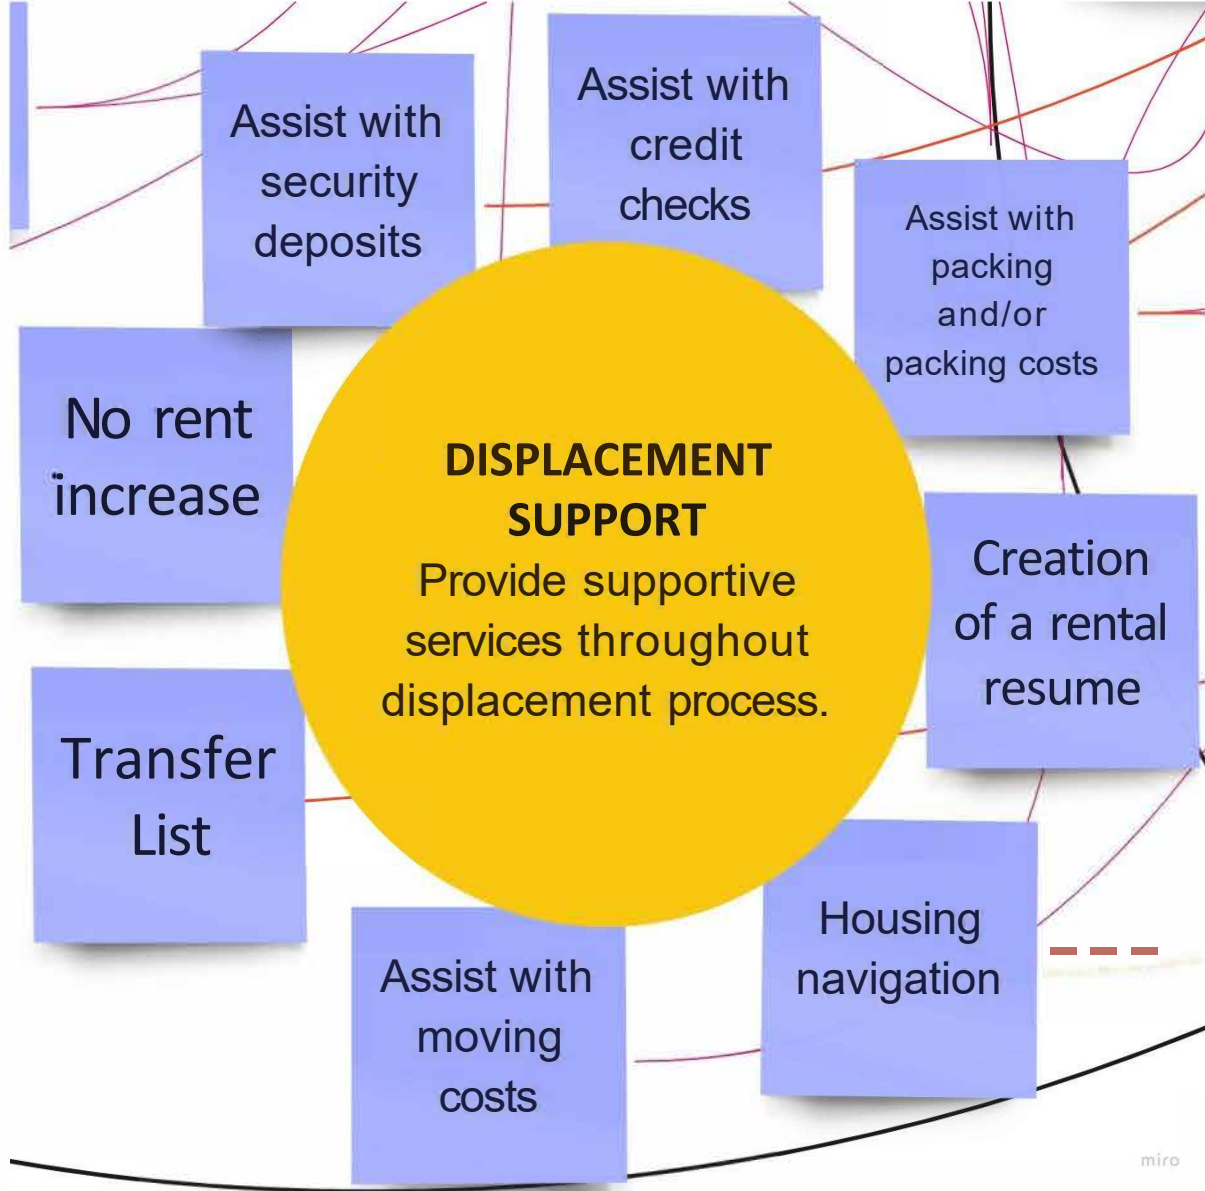 Assist with
security
deposits
Assist with
credit
checks
Assist with
packing
and/or
packing costs
No rent
increase
DISPLACEMENT
SUPPORT
Provide supportive
services throughout
displacement process.
Creation
of a rental
resume
Transfer
List
Housing
navigation
Assist with
moving
costs
miro